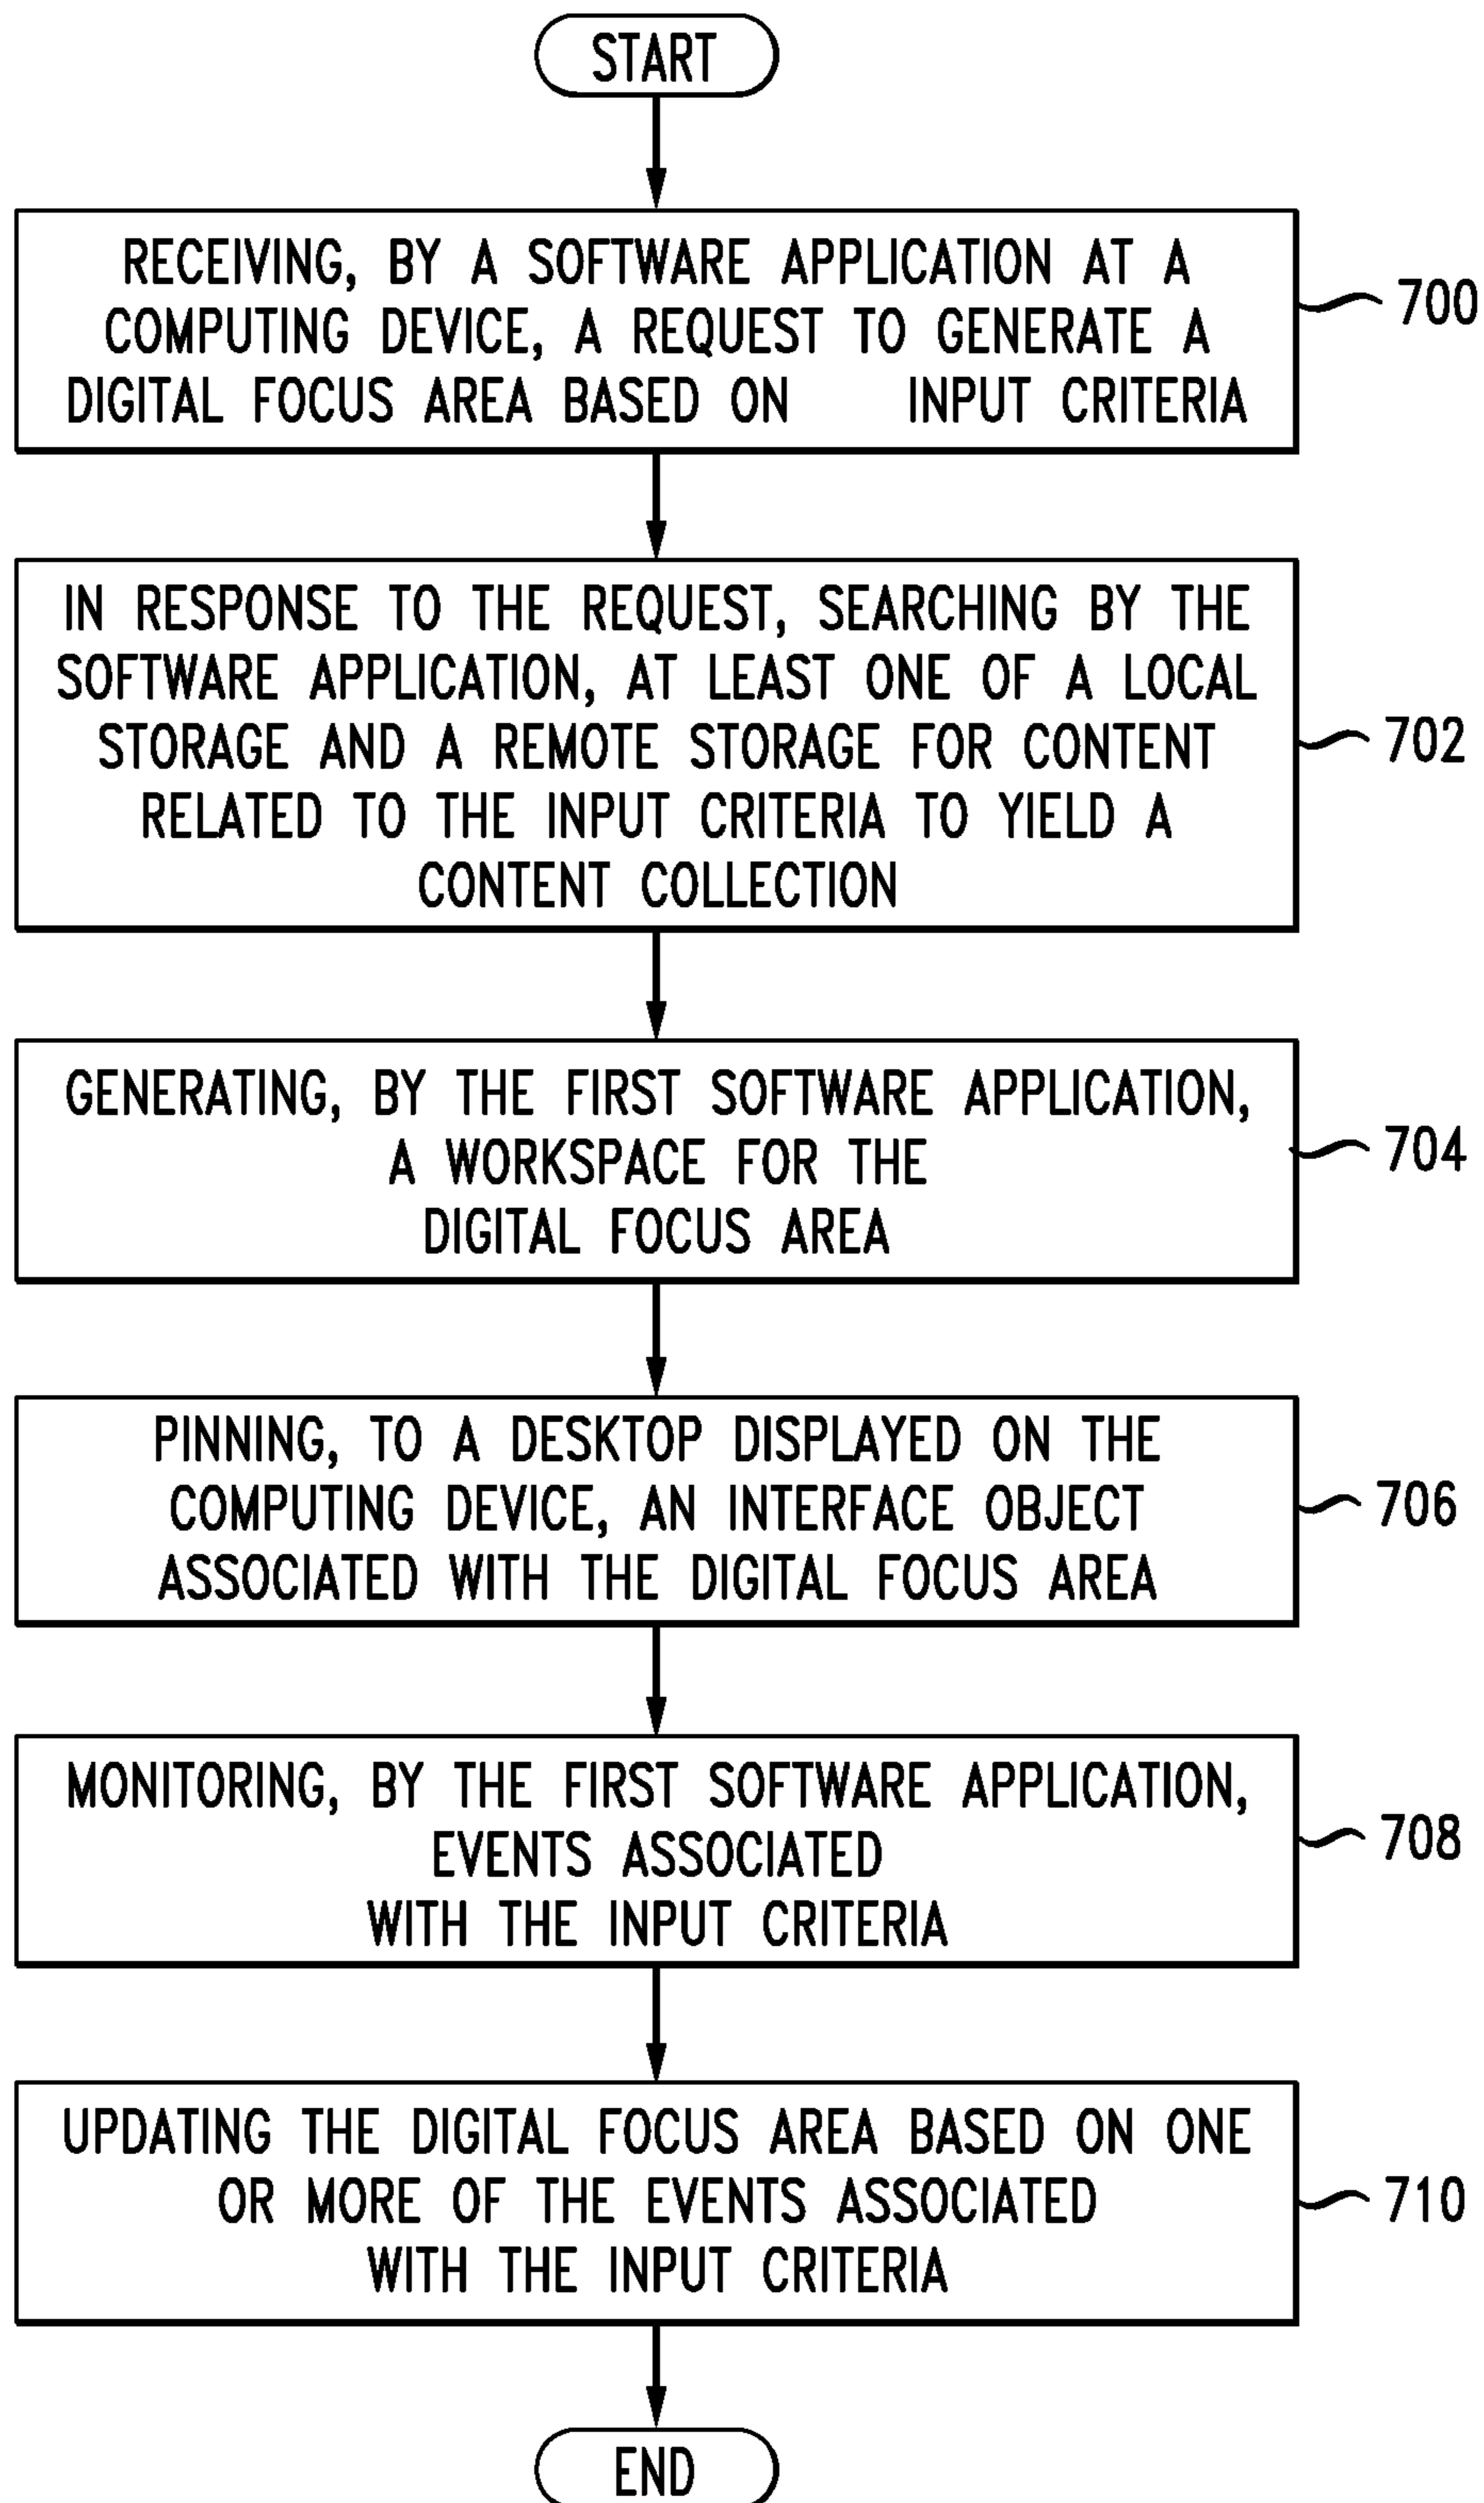 START
RECEIVING, BY A SOFTWARE APPLICATION AT A
COMPUTING DEVICE, A REQUEST TO GENERATE A
DIGITAL FOCUS AREA BASED ON INPUT CRITERIA
700
IN RESPONSE TO THE REQUEST, SEARCHING BY THE
SOFTWARE APPLICATION, AT LEAST ONE OF A LOCAL
STORAGE AND A REMOTE STORAGE FOR CONTENT
RELATED TO THE INPUT CRITERIA TO YIELD A
CONTENT COLLECTION
702
GENERATING, BY THE FIRST SOFTWARE APPLICATION,
A WORKSPACE FOR THE
DIGITAL FOCUS AREA
704
PINNING, TO A DESKTOP DISPLAYED ON THE
COMPUTING DEVICE, AN INTERFACE OBJECT
ASSOCIATED WITH THE DIGITAL FOCUS AREA
706
MONITORING, BY THE FIRST SOFTWARE APPLICATION,
EVENTS ASSOCIATED
WITH THE INPUT CRITERIA
708
UPDATING THE DIGITAL FOCUS AREA BASED ON ONE
OR MORE OF THE EVENTS ASSOCIATED
WITH THE INPUT CRITERIA
710
END